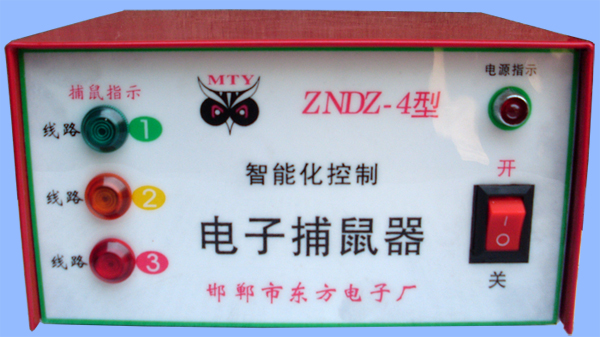 MTY
电源指示
捕鼠指示
ZNDZ-4型
线路 1
开
智能化控制
线路 2
电子捕鼠器
线路 3
关
邯郸市东方电子厂